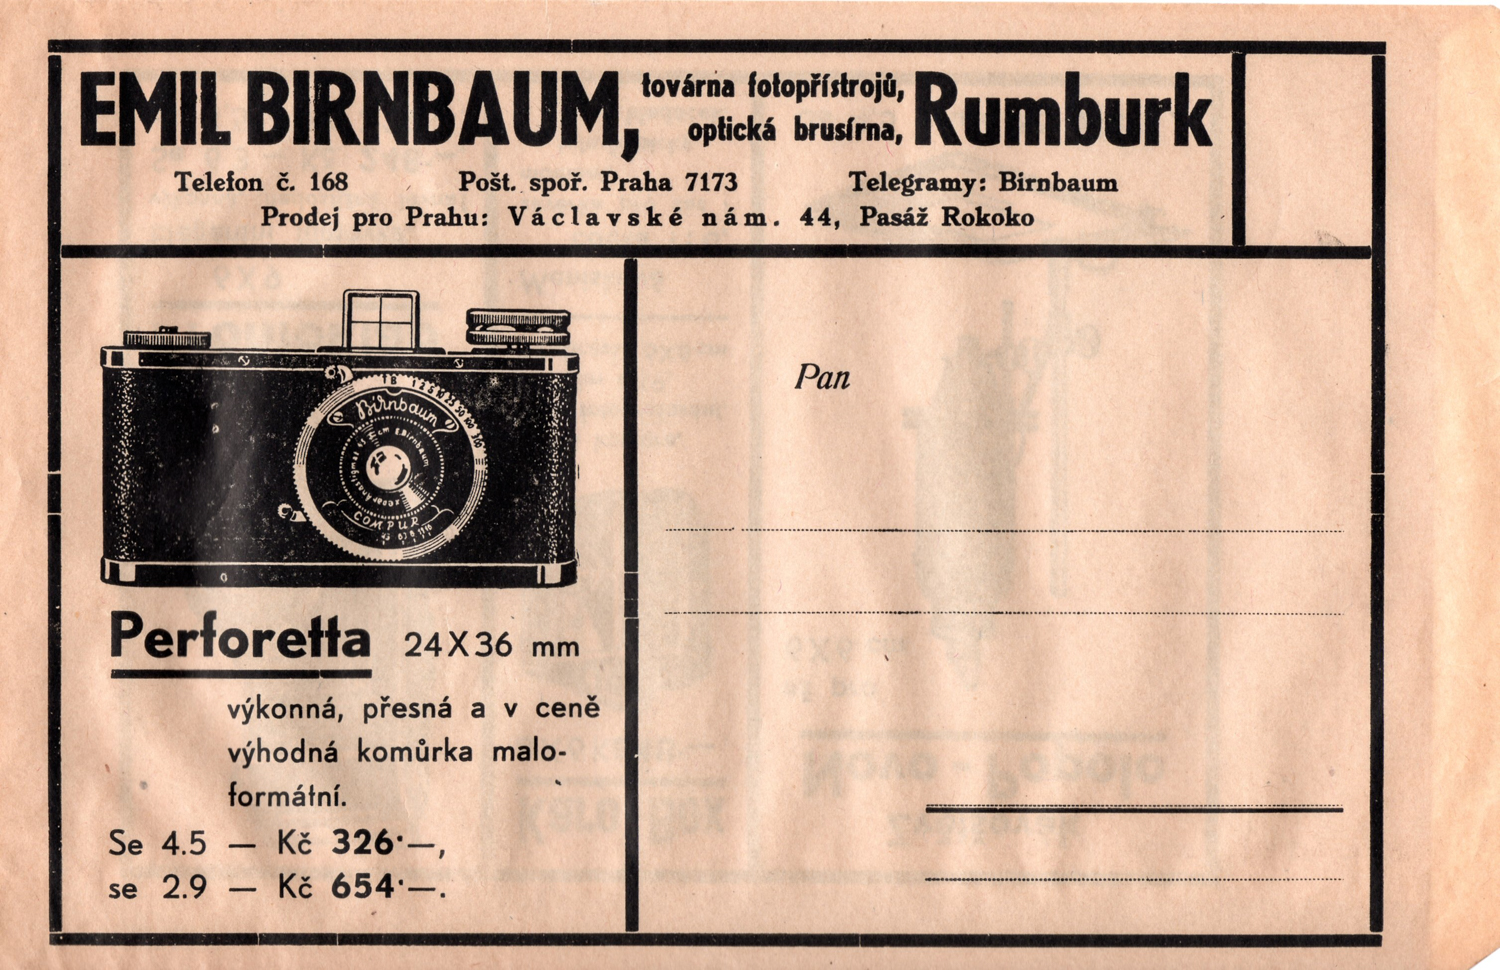 EMIL BIRNBAUM, továrna fotopřístrojů, optická brusírna, Rumburk
Telefon č. 168 Pošt. spoř. Praha 7173 Telegramy: Birnbaum
Prodej pro Prahu: Václavské nám. 44, Pasáž Rokoko
Birnbaum
COMPUR
Pan
Perforetta 24X36 mm
výkonná, přesná a v ceně
výhodná komůrka malo-
formátní.
Se 4.5 — Kč 326·—,
se 2.9 — Kč 654·—.